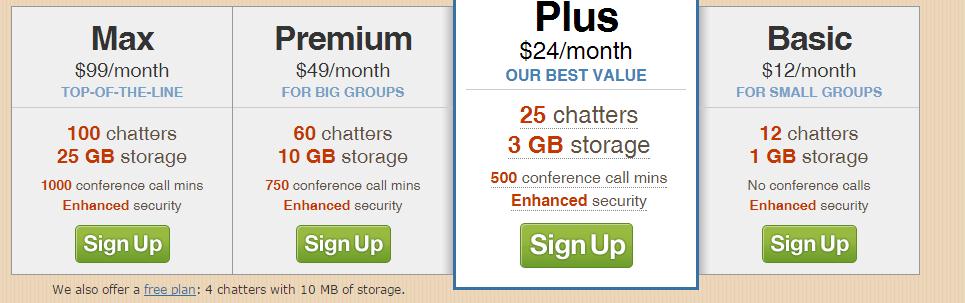 Max
$99/month
TOP-OF-THE-LINE
100 chatters
25 GB storage
1000 conference call mins
Enhanced security
Sign Up
Premium
$49/month
FOR BIG GROUPS
60 chatters
10 GB storage
750 conference call mins
Enhanced security
Sign Up
Plus
$24/month
OUR BEST VALUE
25 chatters
3 GB storage
500 conference call mins
Enhanced security
Sign Up
Basic
$12/month
FOR SMALL GROUPS
12 chatters
1 GB storage
No conference calls
Enhanced security
Sign Up
We also offer a free plan: 4 chatters with 10 MB of storage.